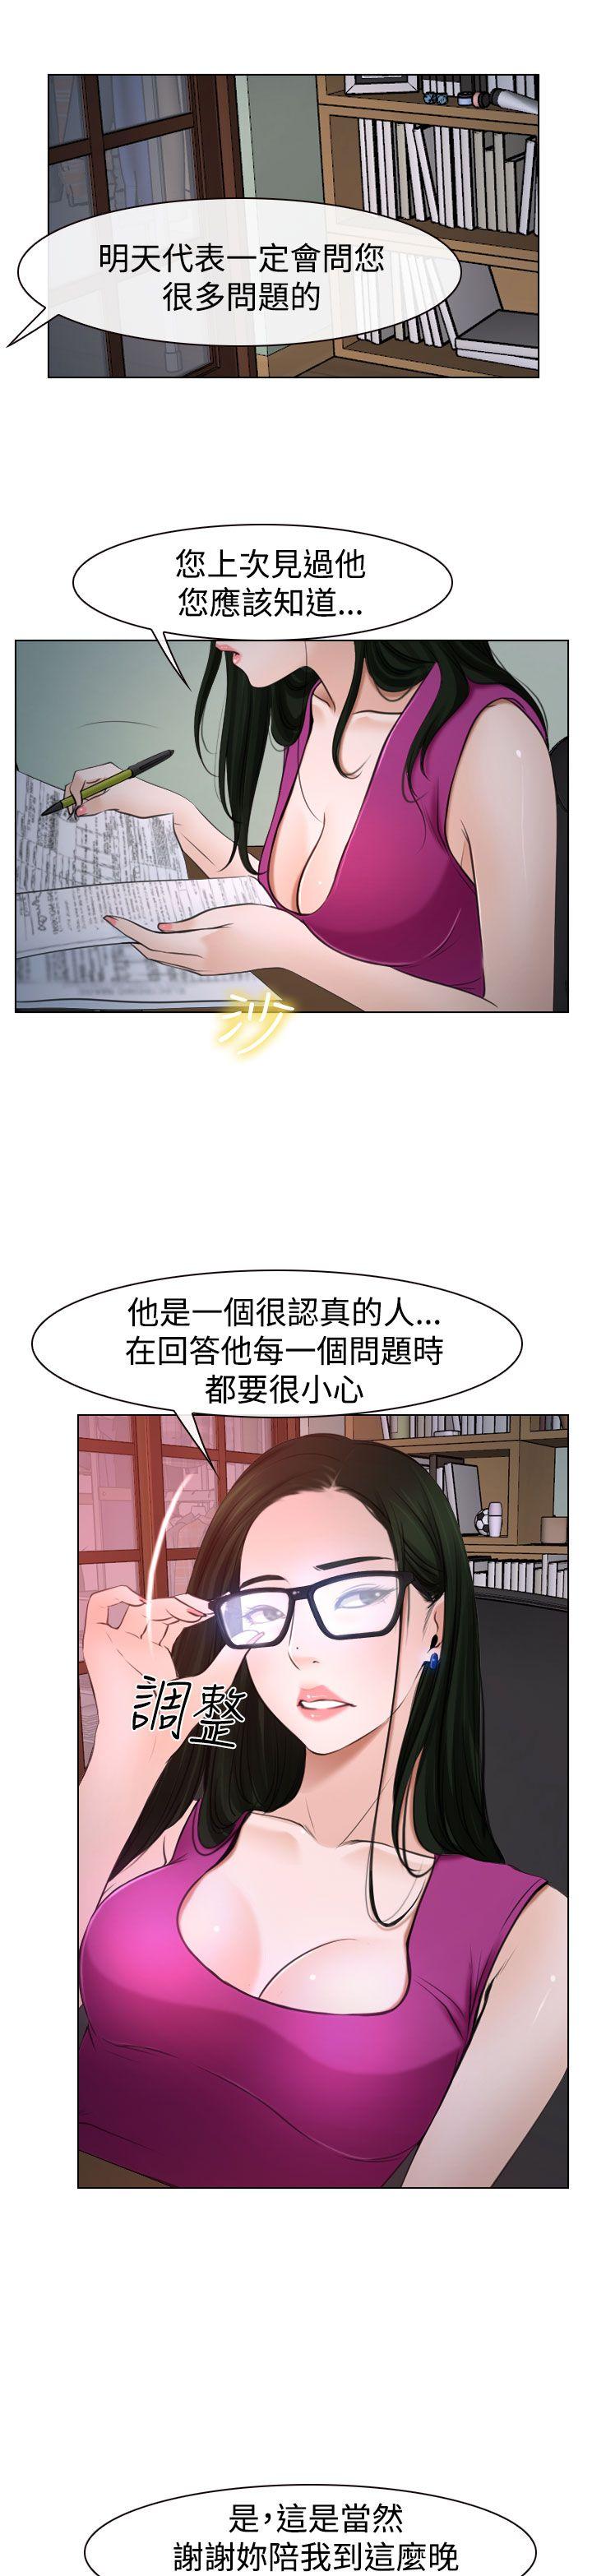 明天代表一定會問您
很多問題的
您上次見過他
您應該知道...
沙
他是一個很認真的人...
在回答他每一個問題時
都要很小心
調整
是,這是當然
謝謝妳陪我到這麼晚